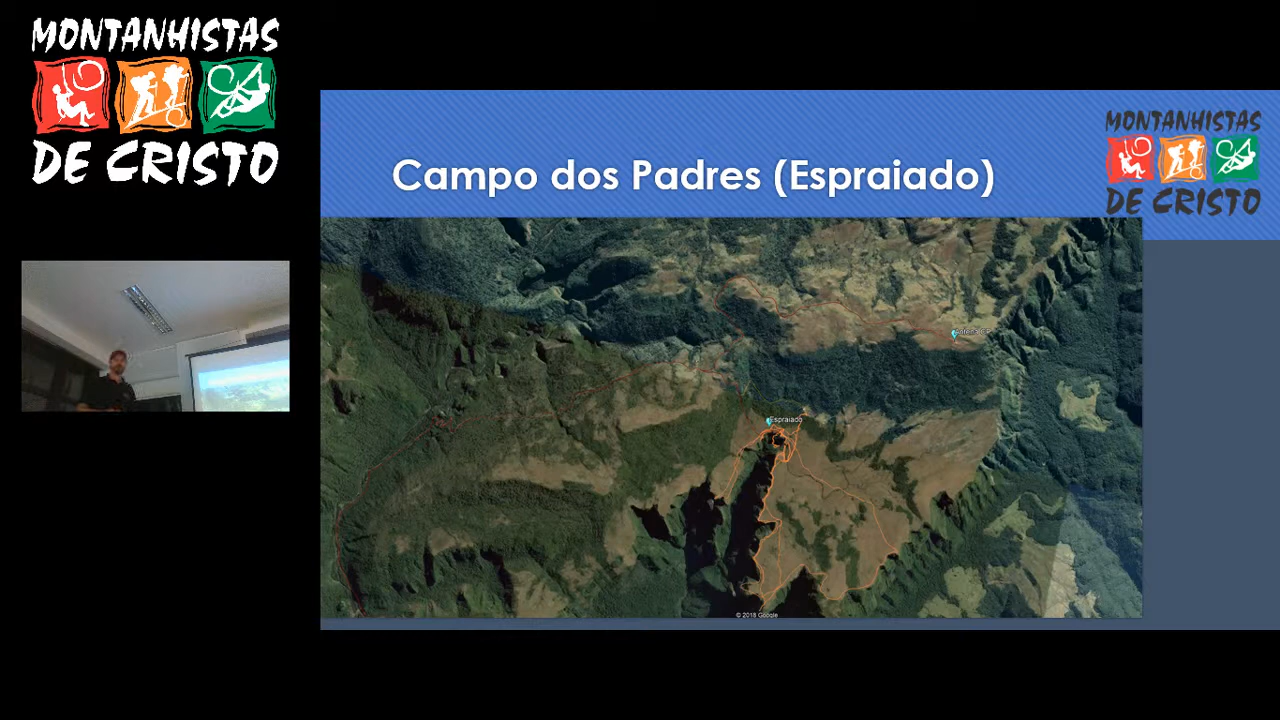 MONTANHISTAS
DE CRISTO
Campo dos Padres (Espraiado)
MONTANHISTAS
DE CRISTO
Espraiado
© 2018 Google